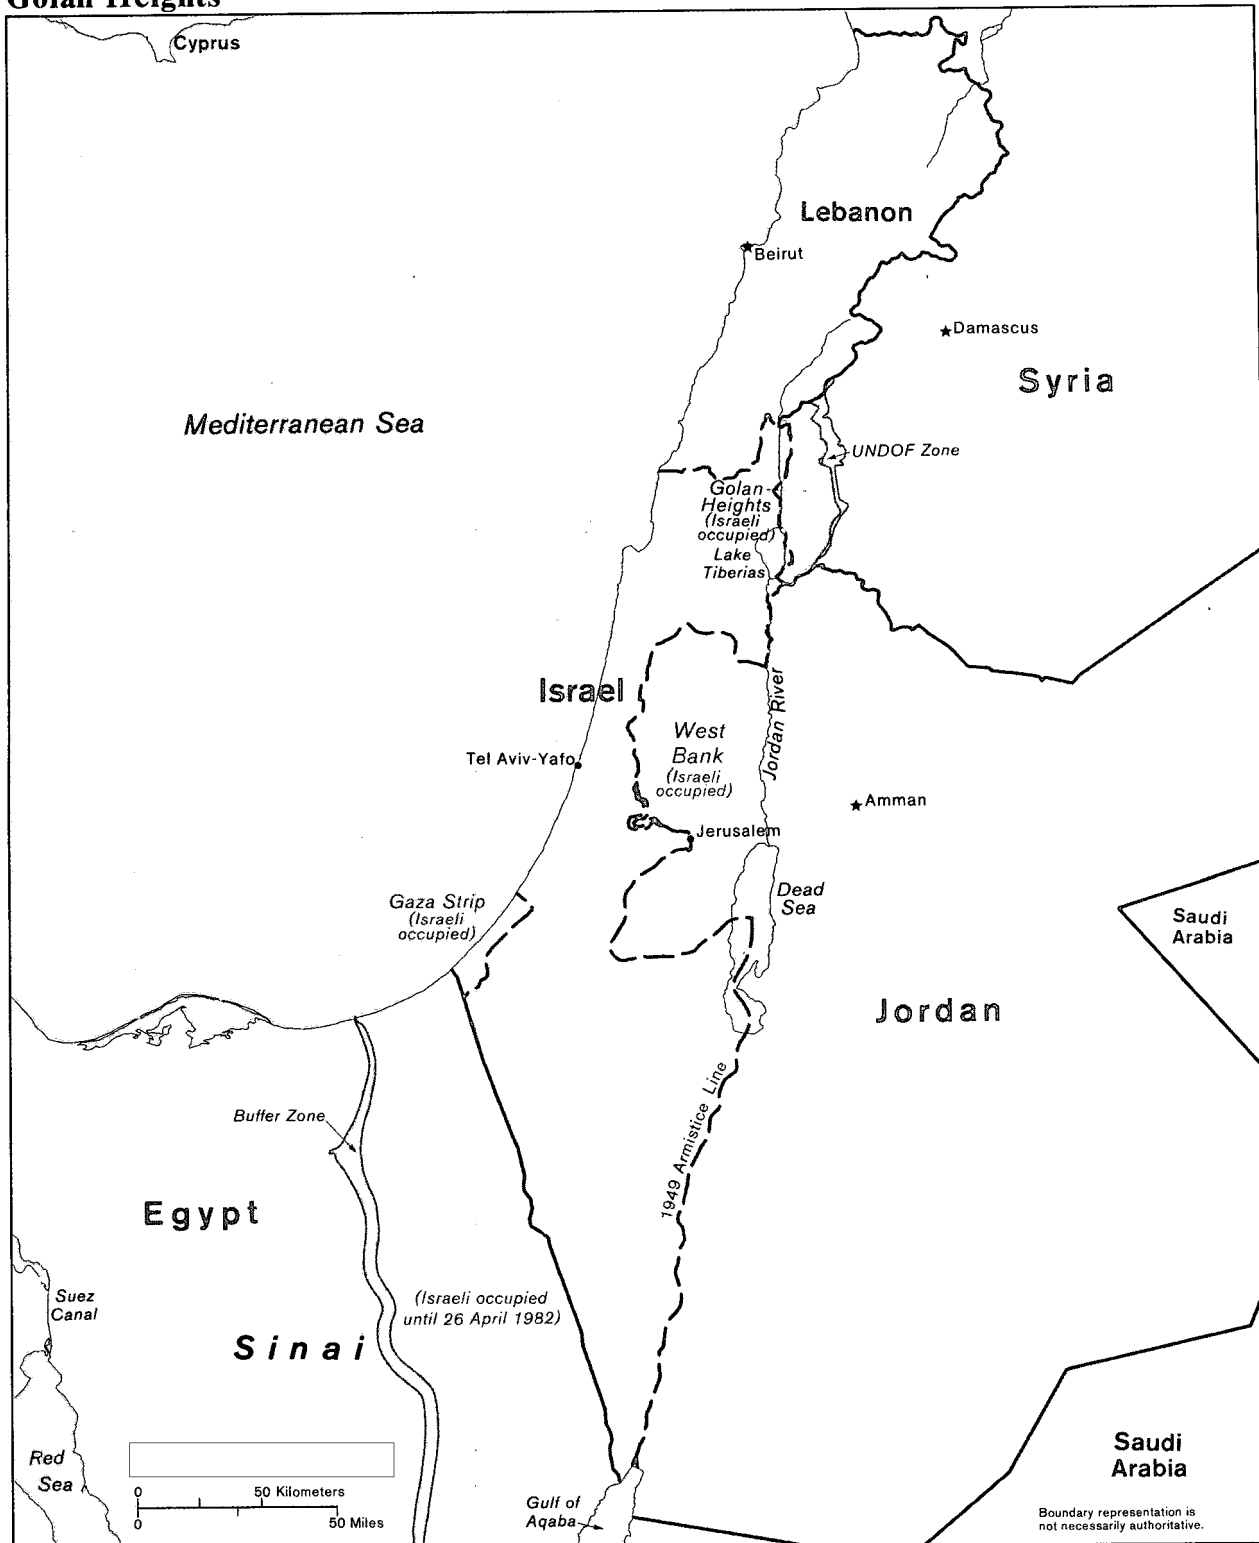 Golan Heights
Cyprus
Lebanon
Beirut
Damascus
Syria
Mediterranean Sea
UNDOF Zone
Golan
Heights
(Israeli
occupied)
Lake
Tiberias
Israel
West
Bank
(Israeli
occupied)
Jordan River
Tel Aviv-Yafo
Amman
Jerusalem
Gaza Strip
(Israeli
occupied)
Dead
Sea
Saudi
Arabia
Jordan
1949 Armistice Line
Buffer Zone
Egypt
Suez
Canal
(Israeli occupied
until 26 April 1982)
Sinai
Red
Sea
0 50 Kilometers
0 50 Miles
Gulf of
Aqaba
Saudi
Arabia
Boundary representation is
not necessarily authoritative.